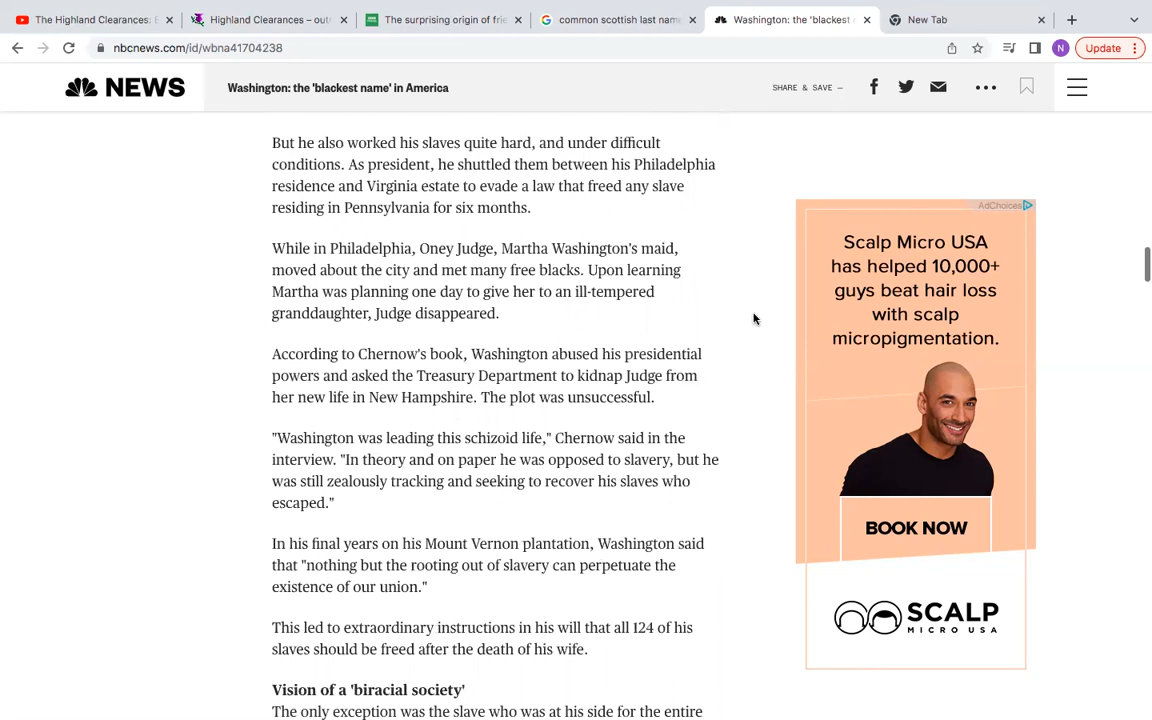 The Highland Clearances: E
Highland Clearances – out
The surprising origin of frie
common scottish last name
Washington: the 'blackest n
New Tab
nbcnews.com/id/wbna41704238
N
Update
NEWS
Washington: the 'blackest name' in America
SHARE & SAVE —
But he also worked his slaves quite hard, and under difficult
conditions. As president, he shuttled them between his Philadelphia
residence and Virginia estate to evade a law that freed any slave
residing in Pennsylvania for six months.
While in Philadelphia, Oney Judge, Martha Washington's maid,
moved about the city and met many free blacks. Upon learning
Martha was planning one day to give her to an ill-tempered
granddaughter, Judge disappeared.
According to Chernow's book, Washington abused his presidential
powers and asked the Treasury Department to kidnap Judge from
her new life in New Hampshire. The plot was unsuccessful.
"Washington was leading this schizoid life," Chernow said in the
interview. "In theory and on paper he was opposed to slavery, but he
was still zealously tracking and seeking to recover his slaves who
escaped."
In his final years on his Mount Vernon plantation, Washington said
that "nothing but the rooting out of slavery can perpetuate the
existence of our union."
This led to extraordinary instructions in his will that all 124 of his
slaves should be freed after the death of his wife.
Vision of a 'biracial society'
The only exception was the slave who was at his side for the entire
AdChoices
Scalp Micro USA
has helped 10,000+
guys beat hair loss
with scalp
micropigmentation.
BOOK NOW
SCALP
MICRO USA